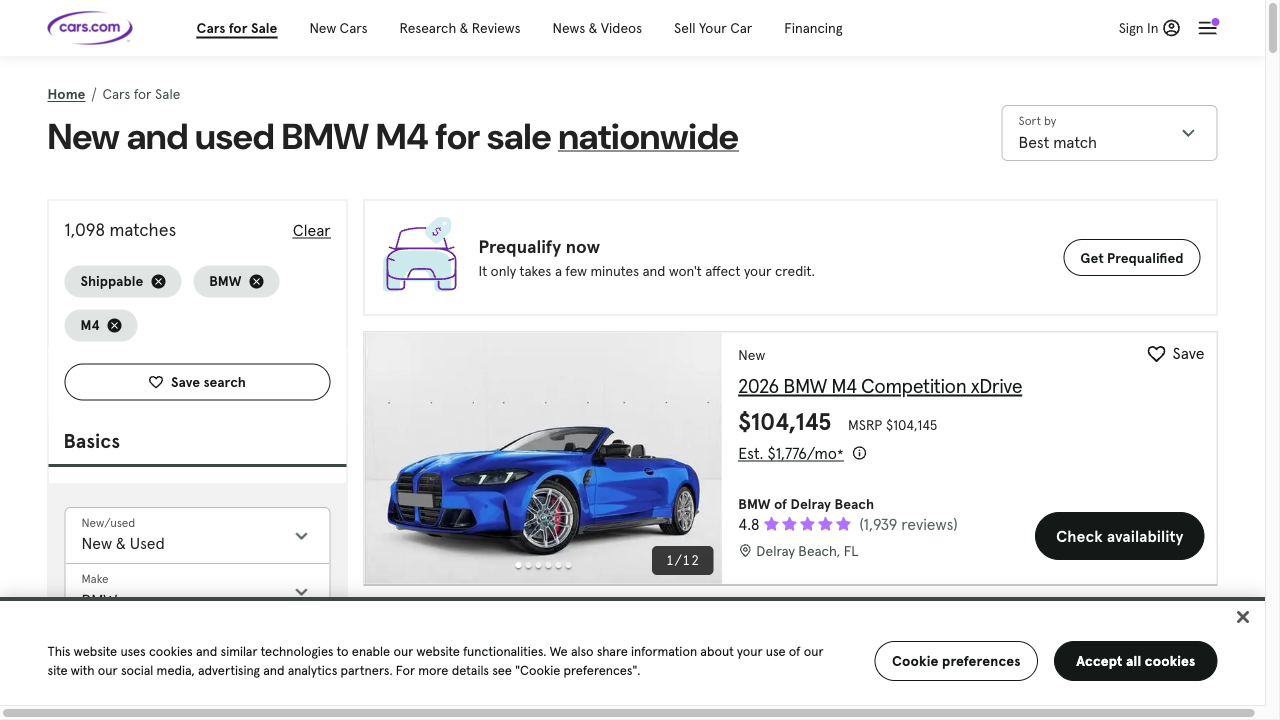 cars.com
Cars for Sale
New Cars
Research & Reviews
News & Videos
Sell Your Car
Financing
Sign In
Home / Cars for Sale
New and used BMW M4 for sale nationwide
Sort by
Best match
1,098 matches
Clear
Shippable
BMW
M4
Save search
Basics
New/used
New & Used
Make
Prequalify now
It only takes a few minutes and won't affect your credit.
Get Prequalified
New
Save
2026 BMW M4 Competition xDrive
$104,145 MSRP $104,145
Est. $1,776/mo*
BMW of Delray Beach
4.8 (1,939 reviews)
Delray Beach, FL
Check availability
1/12
This website uses cookies and similar technologies to enable our website functionalities. We also share information about your use of our
site with our social media, advertising and analytics partners. For more details see "Cookie preferences".
Cookie preferences
Accept all cookies